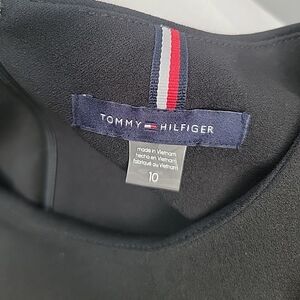 TOMMY HILFIGER
made in Vietnam
hecho en Vietnam
fabriqué au Vietnam
10